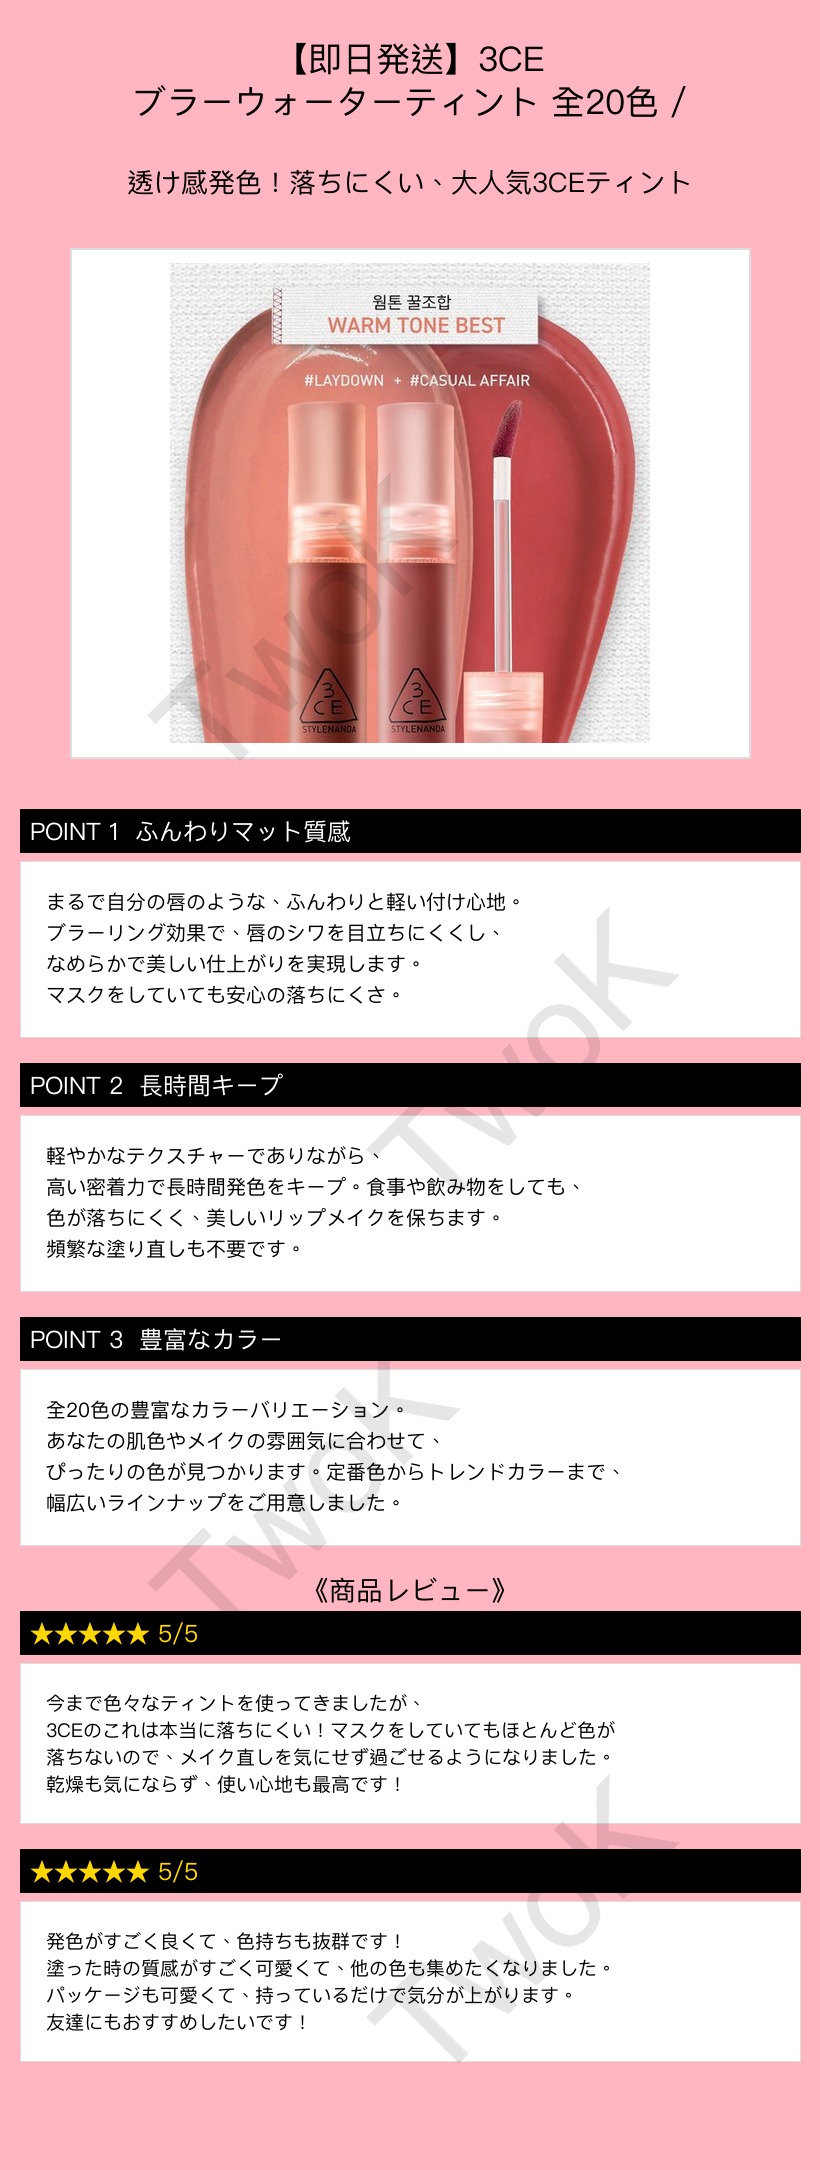 【即日発送】3CE
ブラーウォーターティント 全20色 /
透け感発色！落ちにくい、大人気3CEティント
웜톤 꿀조합
WARM TONE BEST
#LAYDOWN + #CASUAL AFFAIR
3
CE
STYLENANDA
3
CE
STYLENANDA
TwoK
POINT 1 ふんわりマット質感
まるで自分の唇のような、ふんわりと軽い付け心地。
ブラーリング効果で、唇のシワを目立ちにくくし、
なめらかで美しい仕上がりを実現します。
マスクをしていても安心の落ちにくさ。
TwoK
POINT 2 長時間キープ
軽やかなテクスチャーでありながら、
高い密着力で長時間発色をキープ。食事や飲み物をしても、
色が落ちにくく、美しいリップメイクを保ちます。
頻繁な塗り直しも不要です。
POINT 3 豊富なカラー
全20色の豊富なカラーバリエーション。
あなたの肌色やメイクの雰囲気に合わせて、
ぴったりの色が見つかります。定番色からトレンドカラーまで、
幅広いラインナップをご用意しました。
TwoK
《商品レビュー》
★★★★★ 5/5
今まで色々なティントを使ってきましたが、
3CEのこれは本当に落ちにくい！マスクをしていてもほとんど色が
落ちないので、メイク直しを気にせず過ごせるようになりました。
乾燥も気にならず、使い心地も最高です！
★★★★★ 5/5
発色がすごく良くて、色持ちも抜群です！
塗った時の質感がすごく可愛くて、他の色も集めたくなりました。
パッケージも可愛くて、持っているだけで気分が上がります。
友達にもおすすめしたいです！
TwoK